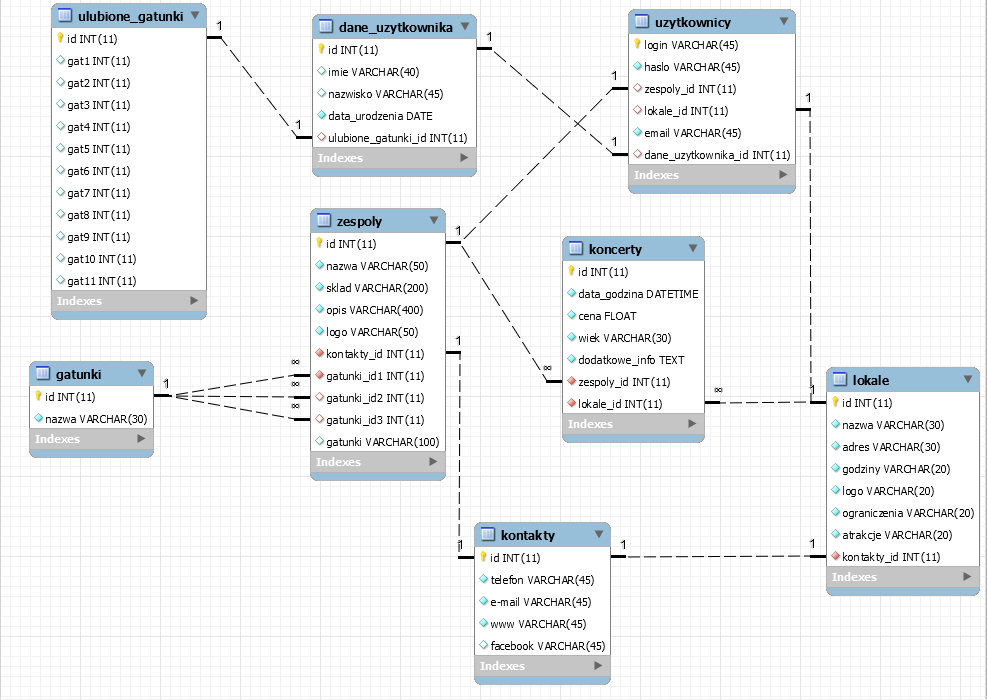 ulubione_gatunki
id INT(11)
gat1 INT(11)
gat2 INT(11)
gat3 INT(11)
gat4 INT(11)
gat5 INT(11)
gat6 INT(11)
gat7 INT(11)
gat8 INT(11)
gat9 INT(11)
gat10 INT(11)
gat11 INT(11)
Indexes
1
1
dane_uzytkownika
id INT(11)
imie VARCHAR(40)
nazwisko VARCHAR(45)
data_urodzenia DATE
ulubione_gatunki_id INT(11)
Indexes
1
1
1
uzytkownicy
login VARCHAR(45)
haslo VARCHAR(45)
zespoly_id INT(11)
lokale_id INT(11)
email VARCHAR(45)
dane_uzytkownika_id INT(11)
Indexes
1
gatunki
id INT(11)
nazwa VARCHAR(30)
Indexes
1
∞
∞
∞
zespoly
id INT(11)
nazwa VARCHAR(50)
sklad VARCHAR(200)
opis VARCHAR(400)
logo VARCHAR(50)
kontakty_id INT(11)
gatunki_id1 INT(11)
gatunki_id2 INT(11)
gatunki_id3 INT(11)
gatunki VARCHAR(100)
Indexes
1
1
∞
koncerty
id INT(11)
data_godzina DATETIME
cena FLOAT
wiek VARCHAR(30)
dodatkowe_info TEXT
zespoly_id INT(11)
lokale_id INT(11)
Indexes
∞
1
lokale
id INT(11)
nazwa VARCHAR(30)
adres VARCHAR(30)
godziny VARCHAR(20)
logo VARCHAR(20)
ograniczenia VARCHAR(20)
atrakcje VARCHAR(20)
kontakty_id INT(11)
Indexes
1
kontakty
id INT(11)
telefon VARCHAR(45)
e-mail VARCHAR(45)
www VARCHAR(45)
facebook VARCHAR(45)
Indexes
1
1